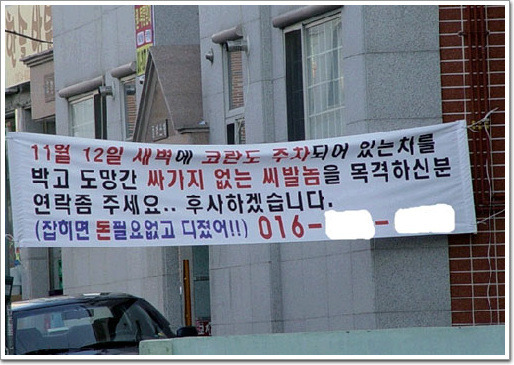 11월 12일 새벽에 코란도 주차되어 있는차를
박고 도망간 싸가지 없는 씨발놈을 목격하신분
연락좀 주세요.. 후사하겠습니다.
(잡히면 돈필요없고 디졌어!!) 016- -